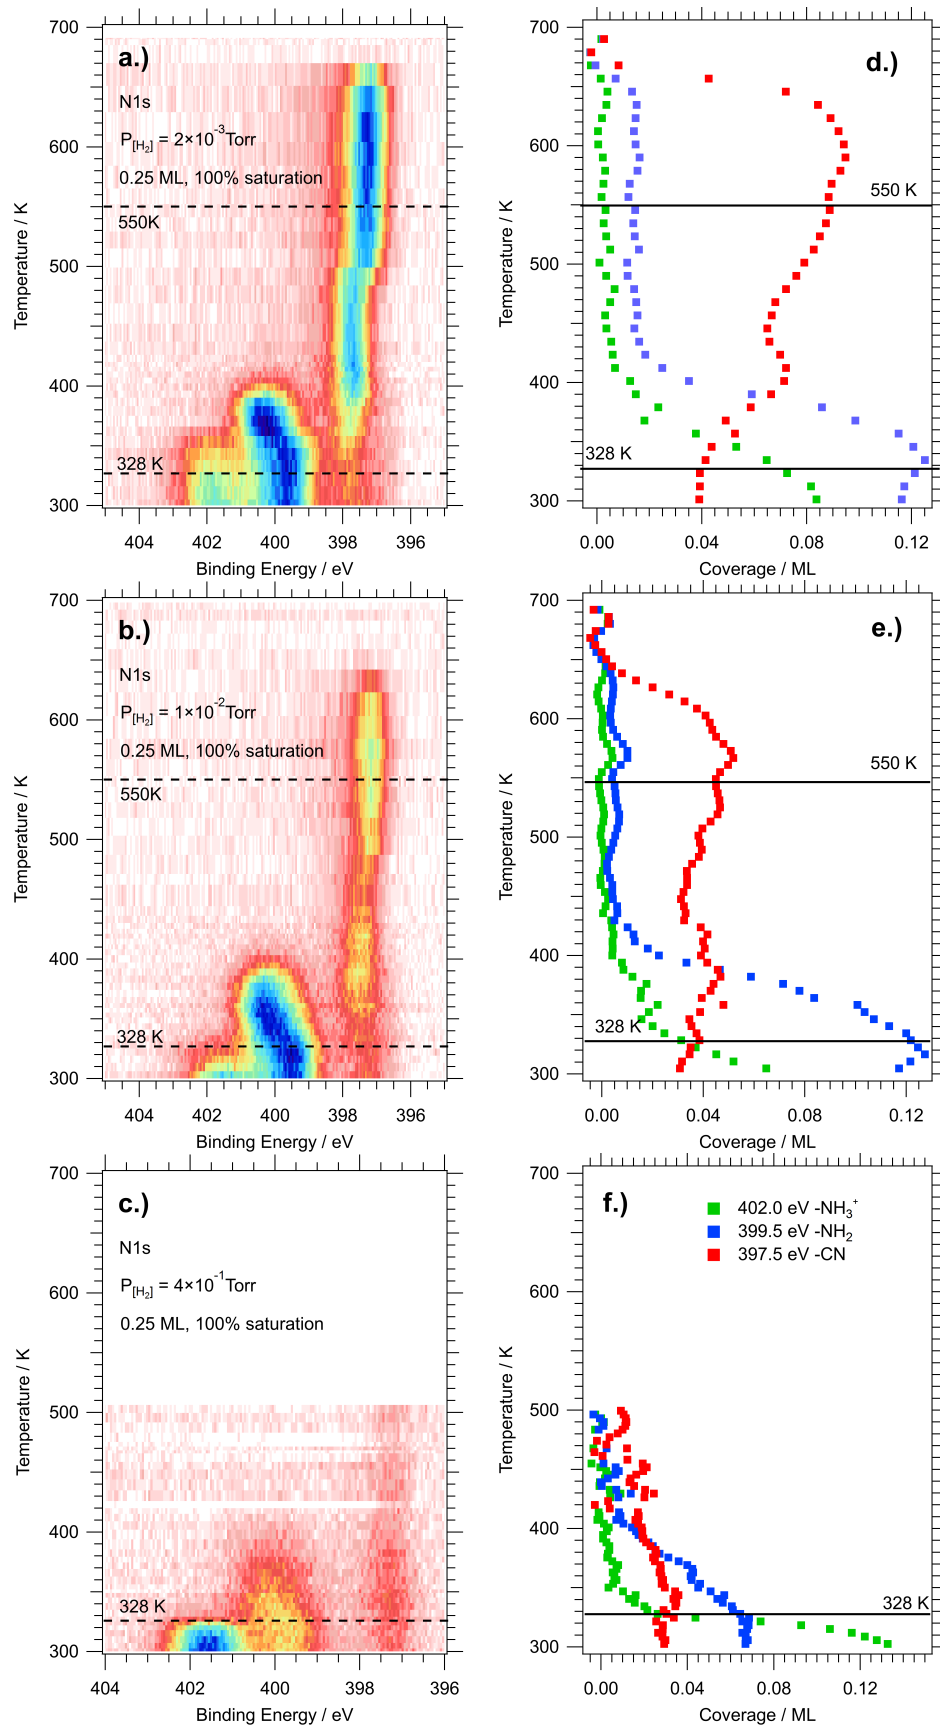 a.)
N1s
P[H2] = 2×10-3Torr
0.25 ML, 100% saturation
550K
328 K
700
600
500
400
300
Temperature / K
404
402
400
398
396
Binding Energy / eV
d.)
550 K
328 K
700
600
500
400
300
Temperature / K
0.00
0.04
0.08
0.12
Coverage / ML
b.)
N1s
P[H2] = 1×10-2Torr
0.25 ML, 100% saturation
550K
328 K
700
600
500
400
300
Temperature / K
404
402
400
398
396
Binding Energy / eV
e.)
550 K
328 K
700
600
500
400
300
Temperature / K
0.00
0.04
0.08
0.12
Coverage / ML
c.)
N1s
P[H2] = 4×10-1Torr
0.25 ML, 100% saturation
328 K
700
600
500
400
300
Temperature / K
404
402
400
398
396
Binding Energy / eV
f.)
402.0 eV -NH3+
399.5 eV -NH2
397.5 eV -CN
328 K
700
600
500
400
300
Temperature / K
0.00
0.04
0.08
0.12
Coverage / ML